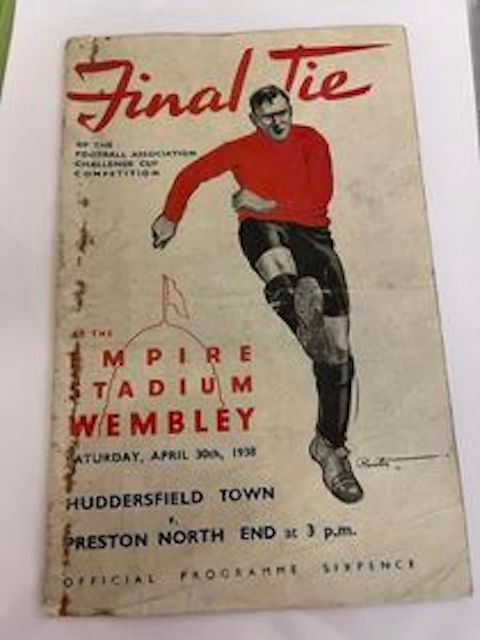 Final Tie
OF THE
FOOTBALL ASSOCIATION
CHALLENGE CUP
COMPETITION
AT THE
MPIRE
TADIUM
WEMBLEY
ATURDAY, APRIL 30th, 1938
HUDDERSFIELD TOWN
v.
PRESTON NORTH END at 3 p.m.
OFFICIAL PROGRAMME SIXPENCE